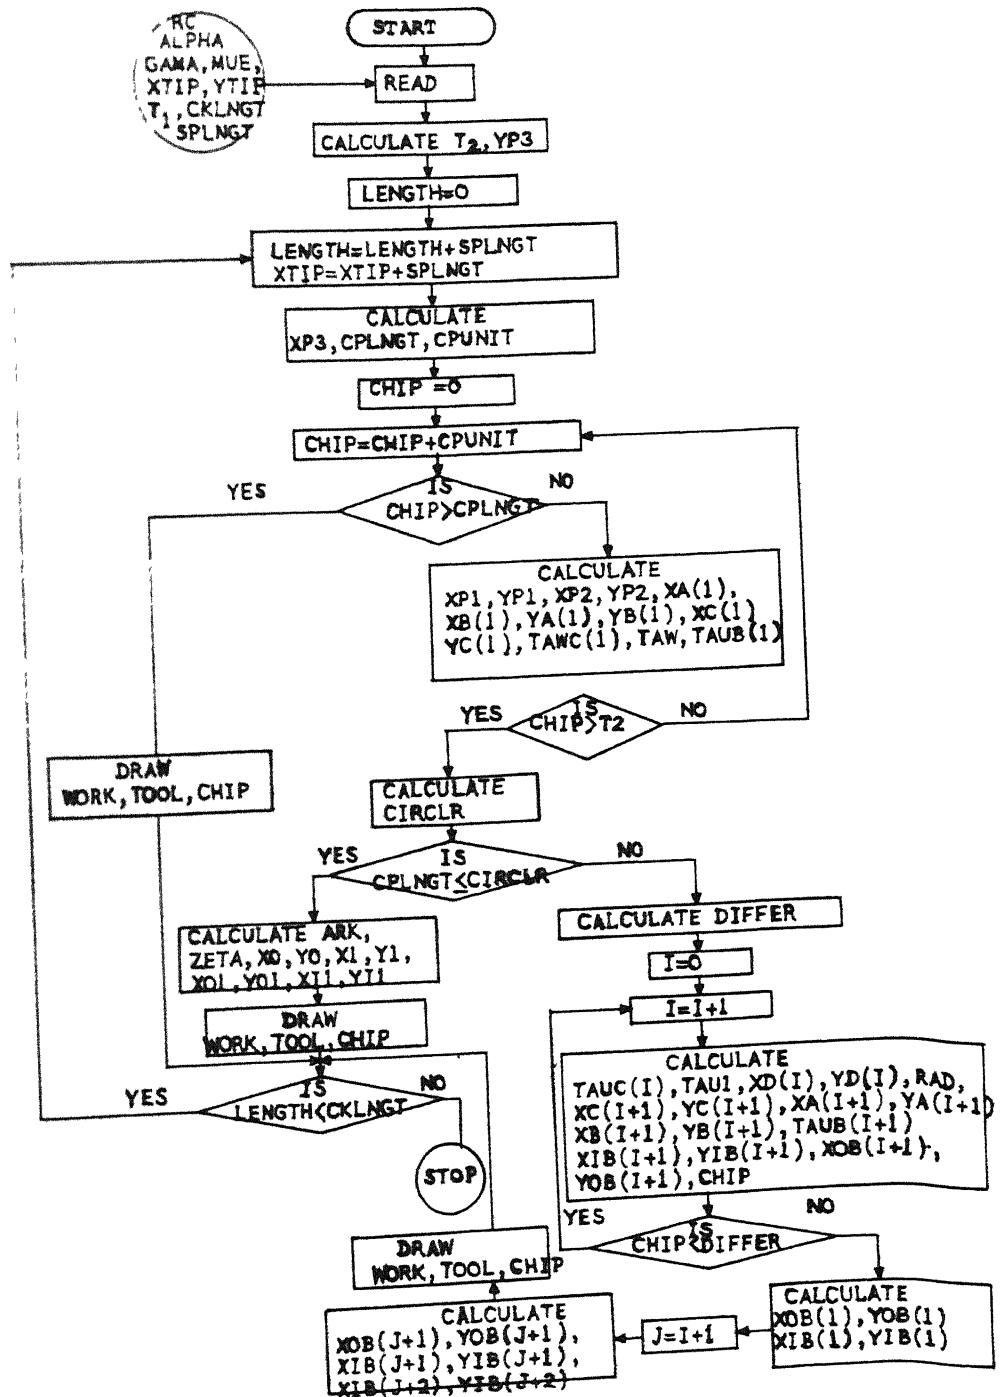 START
RC
ALPHA
GAMA, MUE,
XTIP, YTIP
T1, CKLNGT
SPLNGT
READ
CALCULATE T2, YP3
LENGTH=0
LENGTH=LENGTH+SPLNGT
XTIP=XTIP+SPLNGT
CALCULATE
XP3, CPLNGT, CPUNIT
CHIP =0
CHIP=CHIP+CPUNIT
YES
IS
CHIP>CPLNGT
NO
CALCULATE
XP1, YP1, XP2, YP2, XA(1),
XB(1), YA(1), YB(1), XC(1)
YC(1), TAWC(1), TAW, TAUB(1)
YES
IS
CHIP>T2
NO
DRAW
WORK, TOOL, CHIP
CALCULATE
CIRCLR
YES
IS
CPLNGT≤CIRCLR
NO
CALCULATE ARK,
ZETA, X0, Y0, X1, Y1,
X01, Y01, XI1, YI1
CALCULATE DIFFER
I=0
I=I+1
DRAW
WORK, TOOL, CHIP
YES
IS
LENGTH<CKLNGT
NO
STOP
CALCULATE
TAUC(I), TAU1, XD(I), YD(I), RAD,
XC(I+1), YC(I+1), XA(I+1), YA(I+1)
XB(I+1), YB(I+1), TAUB(I+1)
XIB(I+1), YIB(I+1), XOB(I+1),
YOB(I+1), CHIP
YES
IS
CHIP<DIFFER
NO
DRAW
WORK, TOOL, CHIP
CALCULATE
XOB(J+1), YOB(J+1),
XIB(J+1), YIB(J+1),
XIB(J+2), YIB(J+2)
J=I+1
CALCULATE
XOB(1), YOB(1)
XIB(1), YIB(1)